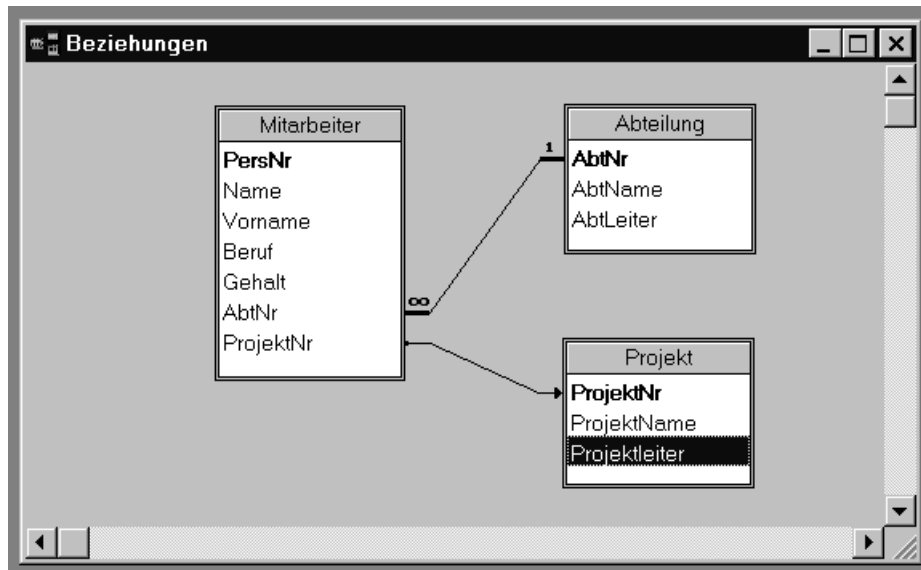 Beziehungen
Mitarbeiter
PersNr
Name
Vorname
Beruf
Gehalt
AbtNr
ProjektNr
∞
1
Abteilung
AbtNr
AbtName
AbtLeiter
Projekt
ProjektNr
ProjektName
Projektleiter